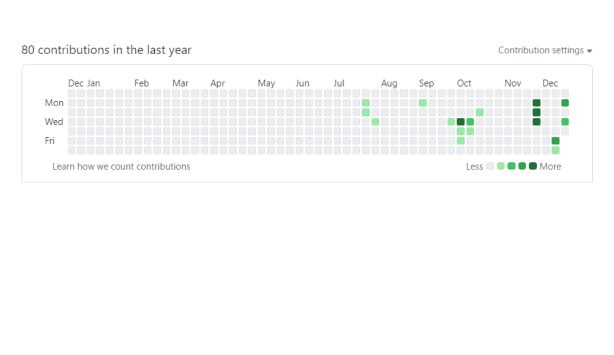 80 contributions in the last year
Contribution settings
Dec Jan Feb Mar Apr May Jun Jul Aug Sep Oct Nov Dec
Mon
Wed
Fri
Learn how we count contributions
Less More